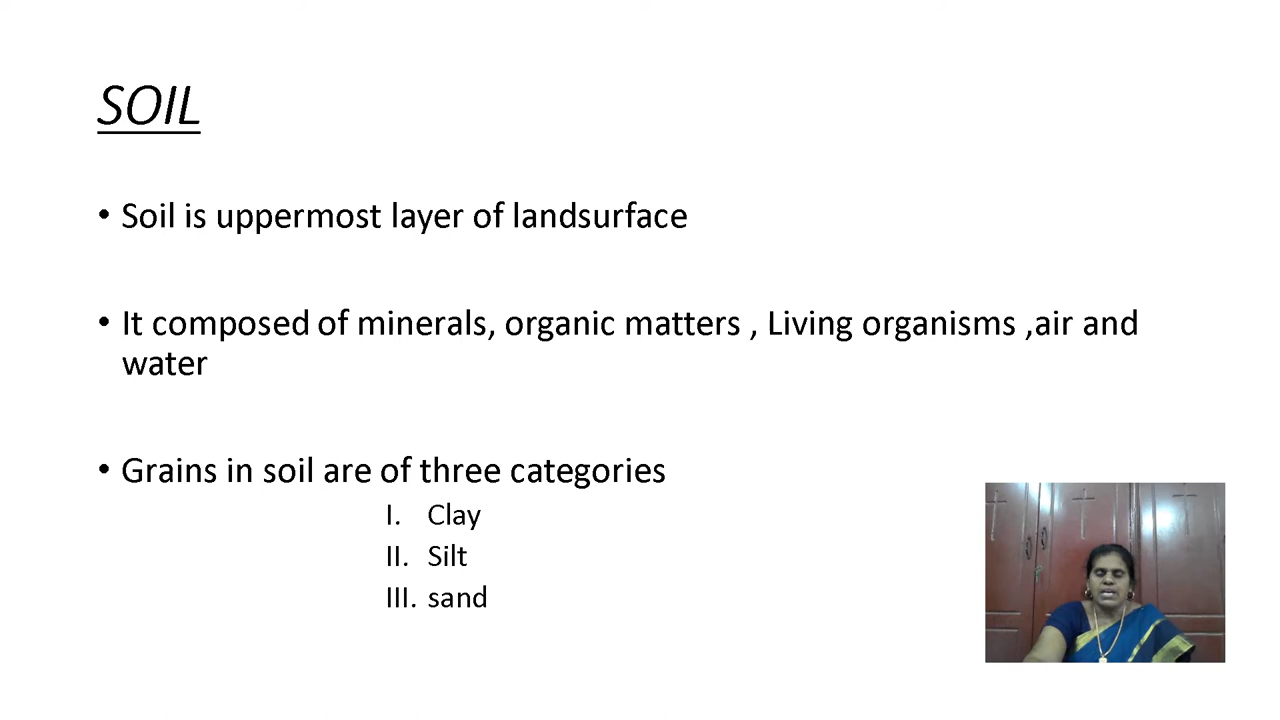 SOIL
• Soil is uppermost layer of landsurface
• It composed of minerals, organic matters , Living organisms ,air and
water
• Grains in soil are of three categories
I. Clay
II. Silt
III. sand